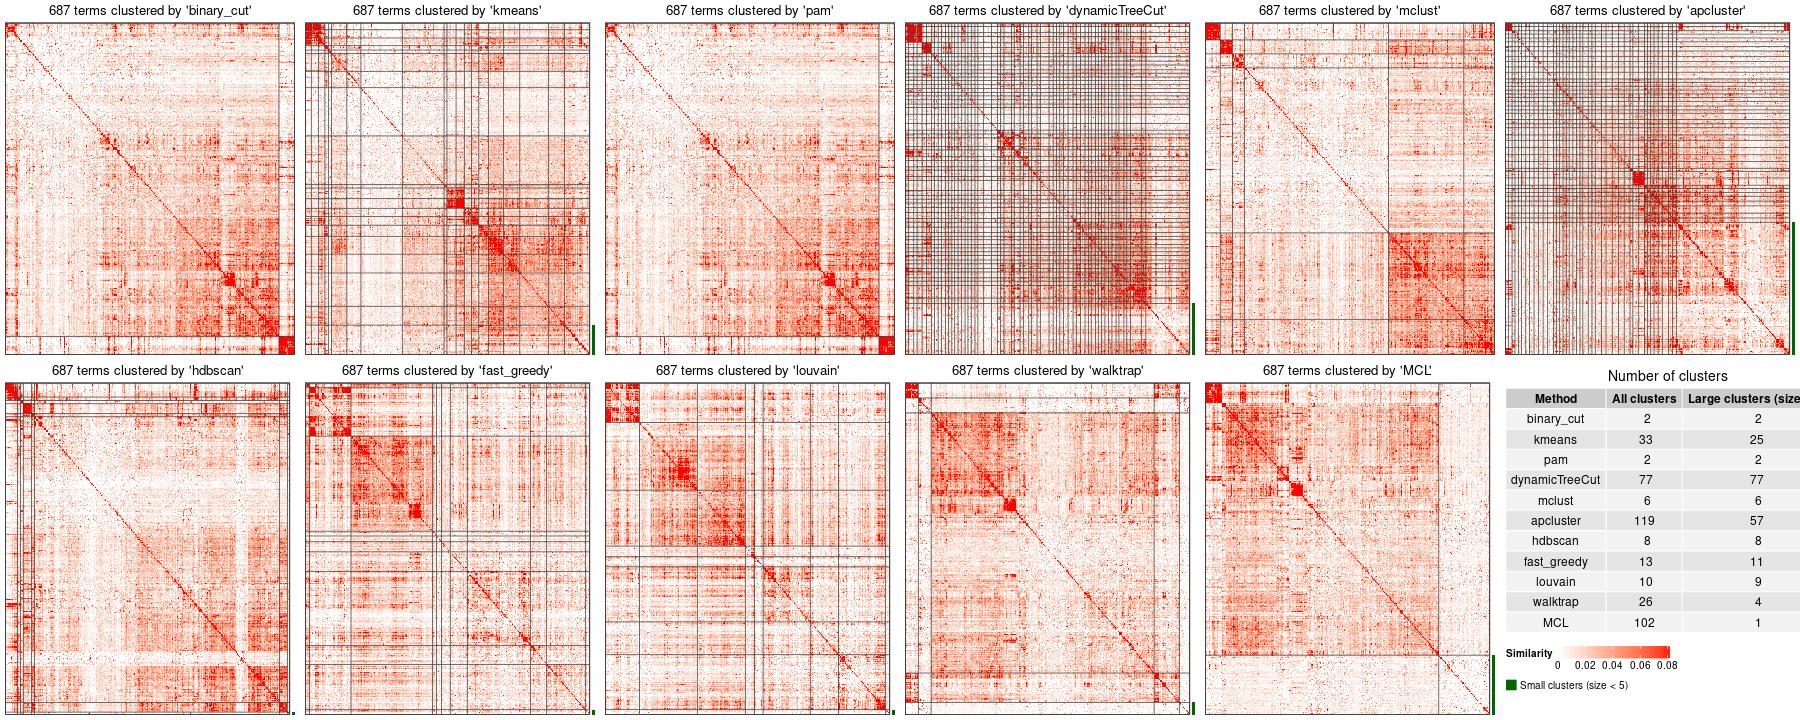 687 terms clustered by 'binary_cut'
687 terms clustered by 'kmeans'
687 terms clustered by 'pam'
687 terms clustered by 'dynamicTreeCut'
687 terms clustered by 'mclust'
687 terms clustered by 'apcluster'
687 terms clustered by 'hdbscan'
687 terms clustered by 'fast_greedy'
687 terms clustered by 'louvain'
687 terms clustered by 'walktrap'
687 terms clustered by 'MCL'
Number of clusters
Method All clusters Large clusters (size
binary_cut 2 2
kmeans 33 25
pam 2 2
dynamicTreeCut 77 77
mclust 6 6
apcluster 119 57
hdbscan 8 8
fast_greedy 13 11
louvain 10 9
walktrap 26 4
MCL 102 1
Similarity
0 0.02 0.04 0.06 0.08
Small clusters (size < 5)